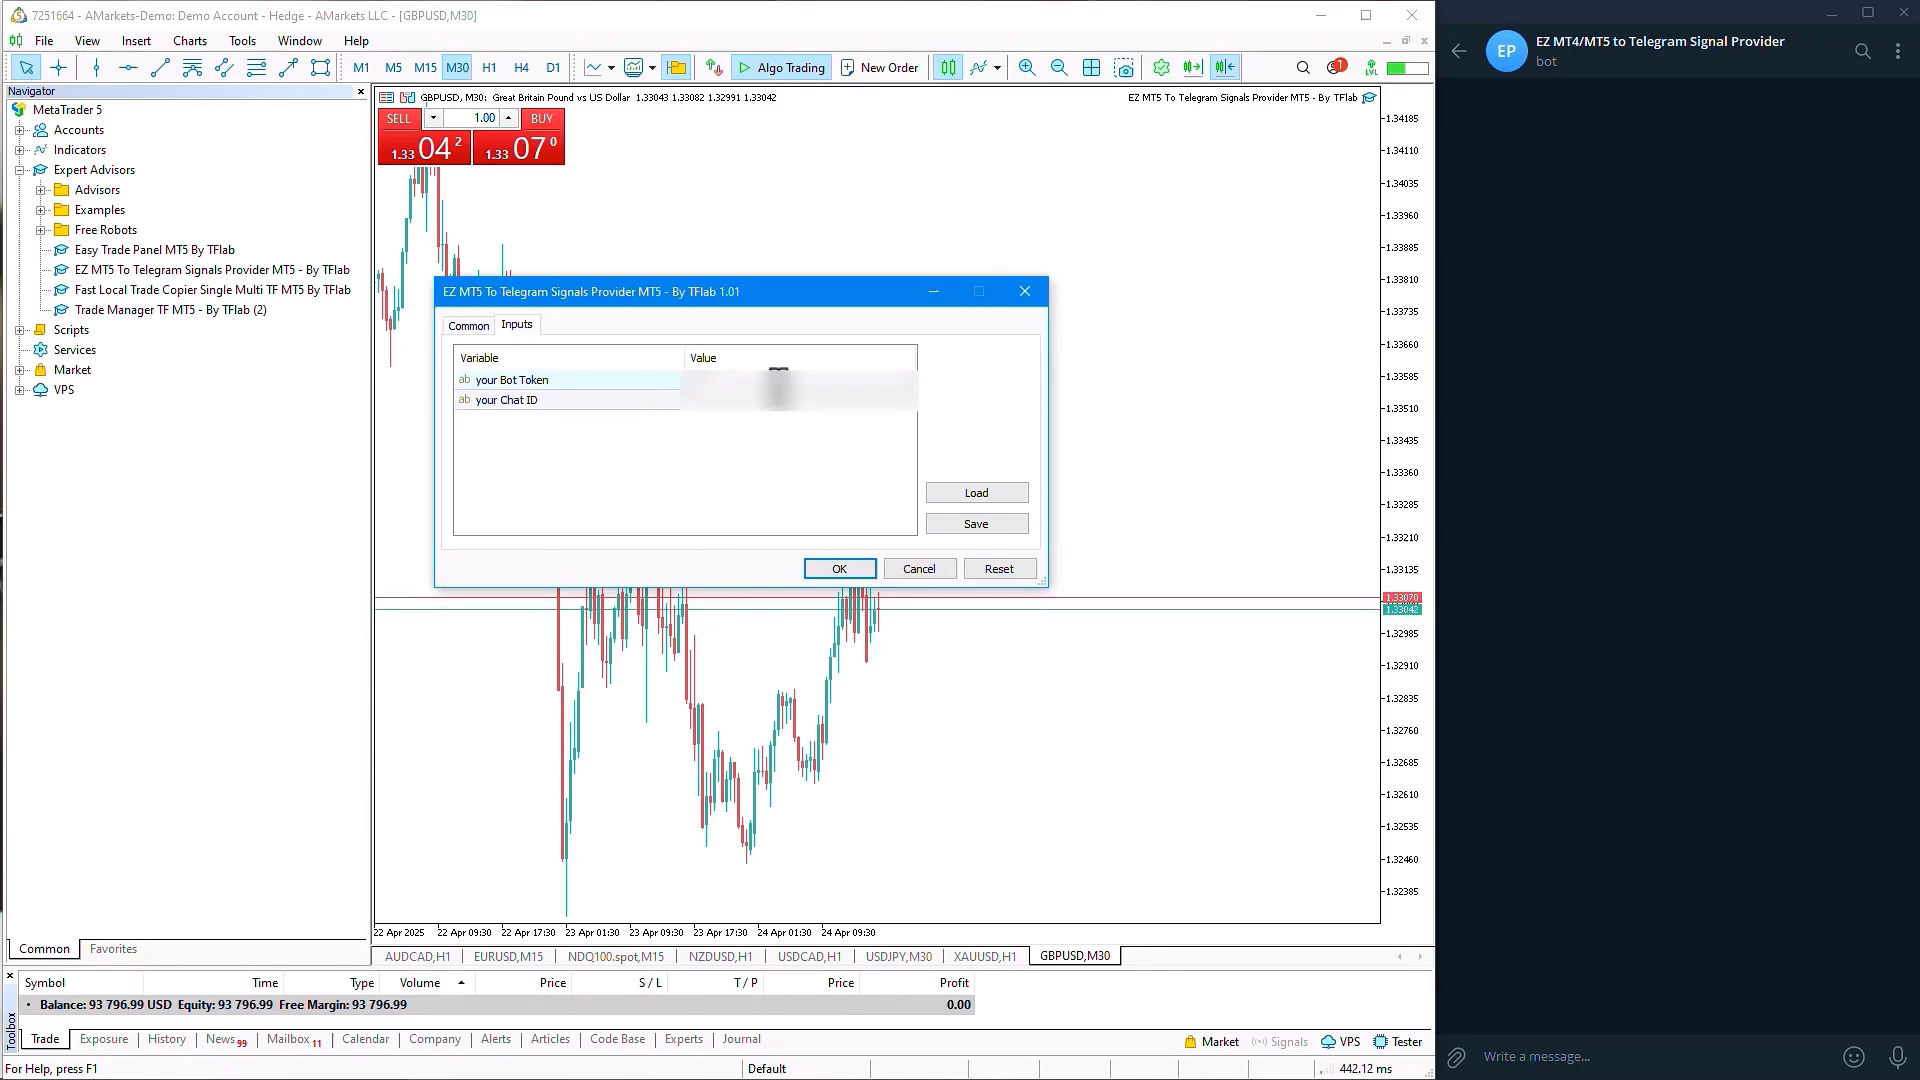 7251664 - AMarkets-Demo: Demo Account - Hedge - AMarkets LLC - [GBPUSD,M30]
File View Insert Charts Tools Window Help
M1 M5 M15 M30 H1 H4 D1 Algo Trading New Order 1 LVL
Navigator
MetaTrader 5
Accounts
Indicators
Expert Advisors
Advisors
Examples
Free Robots
Easy Trade Panel MT5 By TFlab
EZ MT5 To Telegram Signals Provider MT5 - By TFlab
Fast Local Trade Copier Single Multi TF MT5 By TFlab
Trade Manager TF MT5 - By TFlab (2)
Scripts
Services
Market
VPS
Common Favorites
GBPUSD, M30: Great Britain Pound vs US Dollar 1.33043 1.33082 1.32991 1.33042
EZ MT5 To Telegram Signals Provider MT5 - By TFlab
SELL 1.00 BUY
1.33 04 2 1.33 07 0
EZ MT5 To Telegram Signals Provider MT5 - By TFlab 1.01
Common Inputs
Variable Value
ab your Bot Token
ab your Chat ID
Load
Save
OK Cancel Reset
1.34185
1.34110
1.34035
1.33960
1.33885
1.33810
1.33735
1.33660
1.33585
1.33510
1.33435
1.33360
1.33285
1.33210
1.33135
1.33070
1.33042
1.32985
1.32910
1.32835
1.32760
1.32685
1.32610
1.32535
1.32460
1.32385
22 Apr 2025 22 Apr 09:30 22 Apr 17:30 23 Apr 01:30 23 Apr 09:30 23 Apr 17:30 24 Apr 01:30 24 Apr 09:30
AUDCAD,H1 EURUSD,M15 NDQ100.spot,M15 NZDUSD,H1 USDCAD,H1 USDJPY,M30 XAUUSD,H1 GBPUSD,M30
Toolbox
Symbol Time Type Volume Price S / L T / P Price Profit
Balance: 93 796.99 USD Equity: 93 796.99 Free Margin: 93 796.99 0.00
Trade Exposure History News 99 Mailbox 11 Calendar Company Alerts Articles Code Base Experts Journal
Market Signals VPS Tester
For Help, press F1 Default 442.12 ms
EP
EZ MT4/MT5 to Telegram Signal Provider
bot
Write a message...